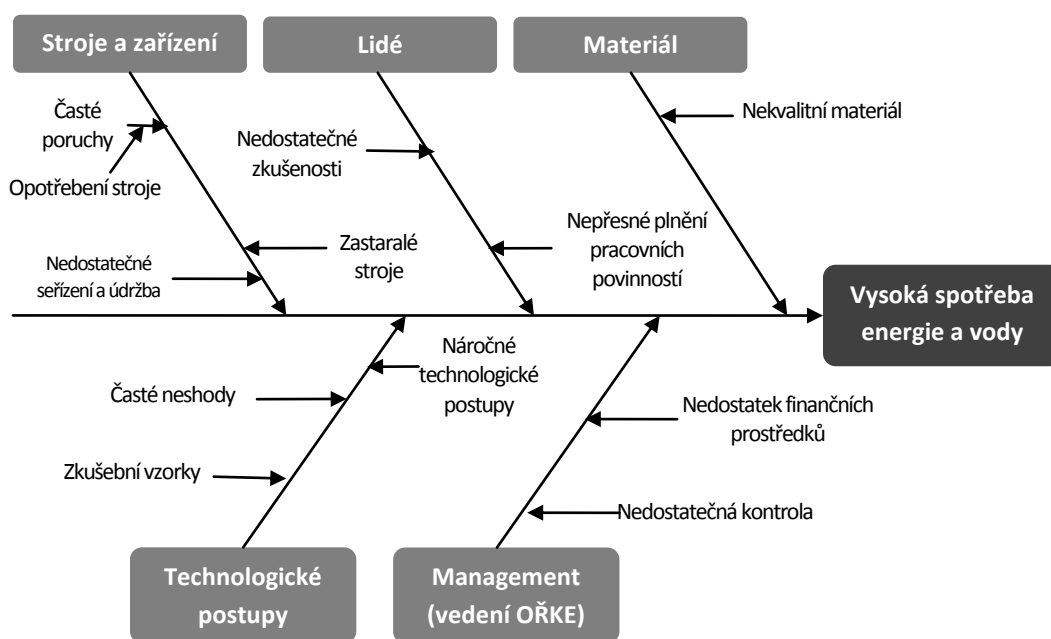 Stroje a zařízení
Lidé
Materiál
Časté
poruchy
Opotřebení stroje
Nedostatečné
seřízení a údržba
Zastaralé
stroje
Nedostatečné
zkušenosti
Nepřesné plnění
pracovních
povinností
Nekvalitní materiál
Vysoká spotřeba
energie a vody
Náročné
technologické
postupy
Časté neshody
Zkušební vzorky
Nedostatek finančních
prostředků
Nedostatečná kontrola
Technologické
postupy
Management
(vedení OŘKE)